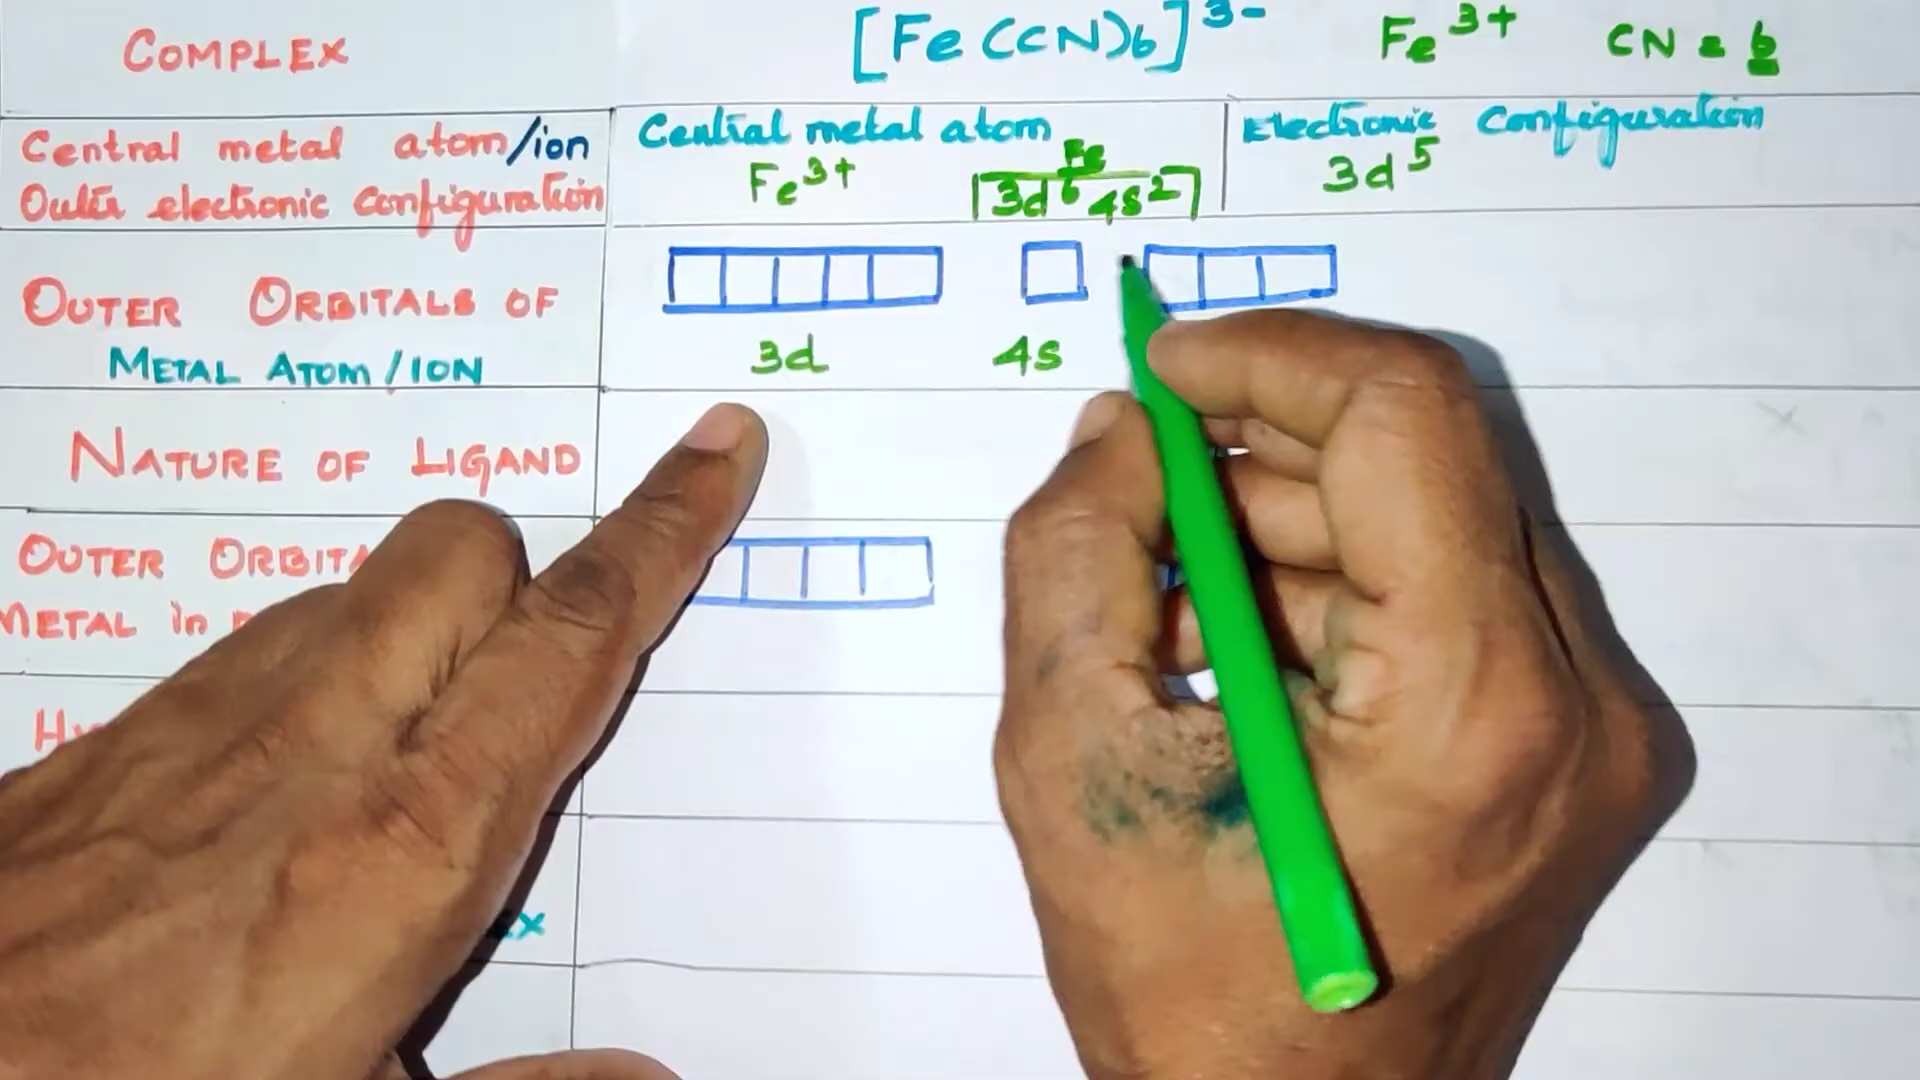 COMPLEX
[Fe(CN)6]3- Fe3+ CN = 6
Central metal atom/ion
Outer electronic configuration
Central metal atom
Fe3+
Fe
3d6 4s2
Electronic Configuration
3d5
OUTER ORBITALS OF
METAL ATOM/ION
3d 4s
NATURE OF LIGAND
OUTER
METAL in